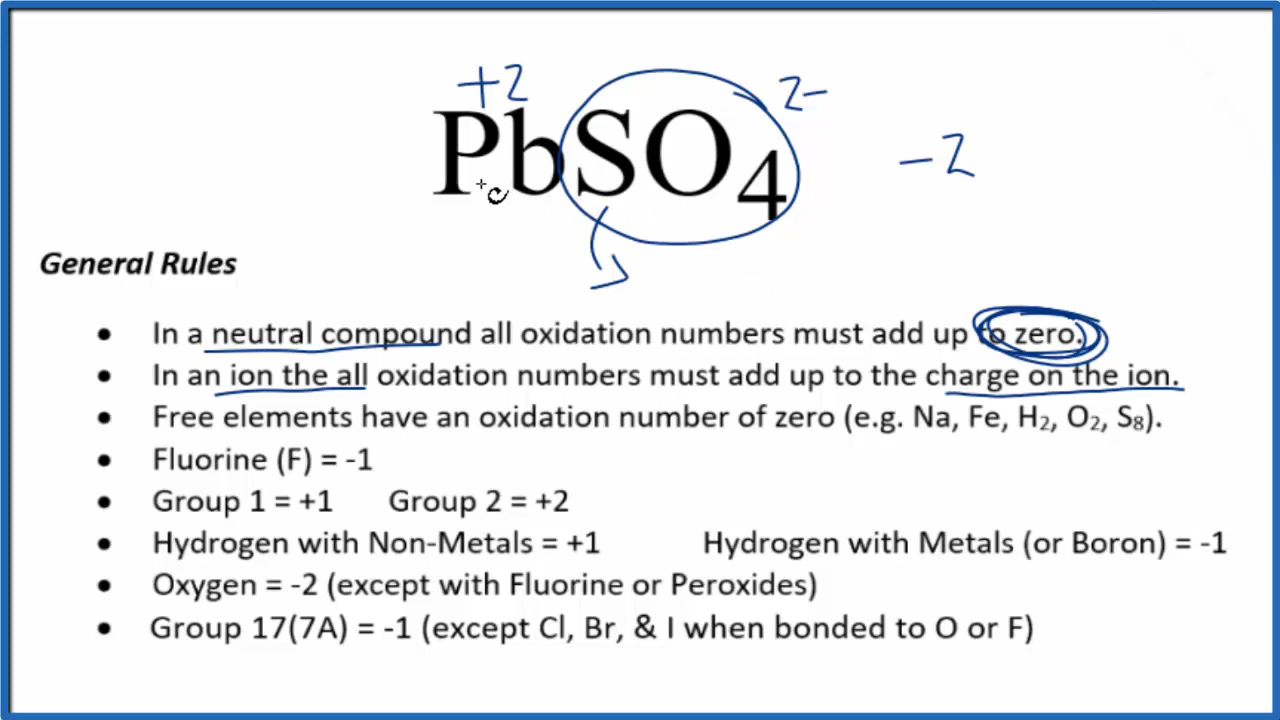 +2
2-
PbSO₄
-2
General Rules
• In a neutral compound all oxidation numbers must add up to zero.
• In an ion the all oxidation numbers must add up to the charge on the ion.
• Free elements have an oxidation number of zero (e.g. Na, Fe, H₂, O₂, S₈).
• Fluorine (F) = -1
• Group 1 = +1 Group 2 = +2
• Hydrogen with Non-Metals = +1 Hydrogen with Metals (or Boron) = -1
• Oxygen = -2 (except with Fluorine or Peroxides)
• Group 17(7A) = -1 (except Cl, Br, & I when bonded to O or F)